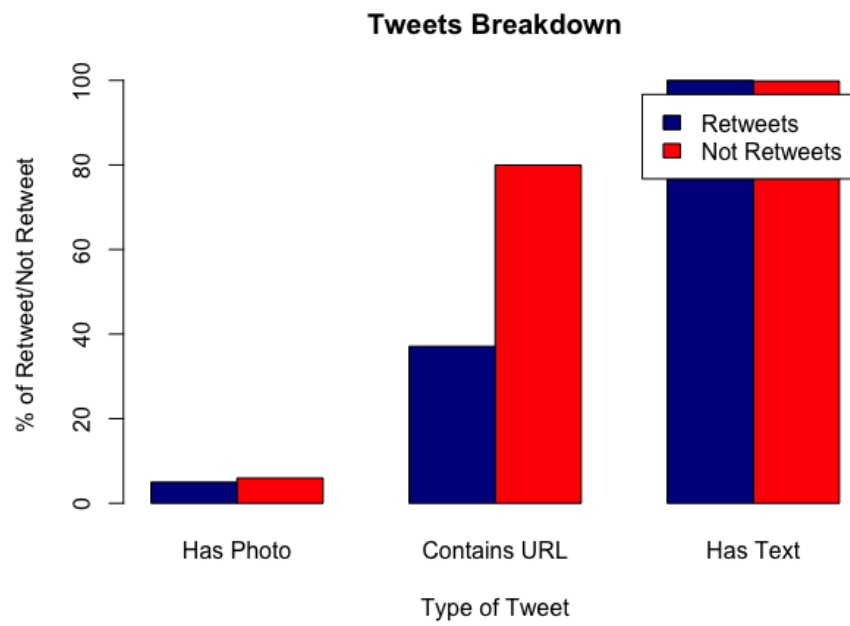 Tweets Breakdown
% of Retweet/Not Retweet
100
80
60
40
20
0
Retweets
Not Retweets
Has Photo
Contains URL
Has Text
Type of Tweet